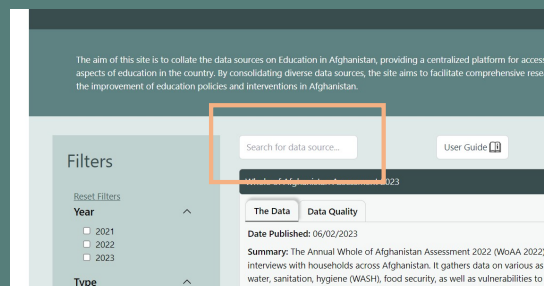 The aim of this site is to collate the data sources on Education in Afghanistan, providing a centralized platform for access
aspects of education in the country. By consolidating diverse data sources, the site aims to facilitate comprehensive rese
the improvement of education policies and interventions in Afghanistan.
Search for data source...
User Guide
Filters
Whole of Afghanistan Assessment 2023
Reset Filters
Year
The Data
Data Quality
2021
Date Published: 06/02/2023
2022
Summary: The Annual Whole of Afghanistan Assessment 2022 (WoAA 2022)
2023
interviews with households across Afghanistan. It gathers data on various as
Type
water, sanitation, hygiene (WASH), food security, as well as vulnerabilities to